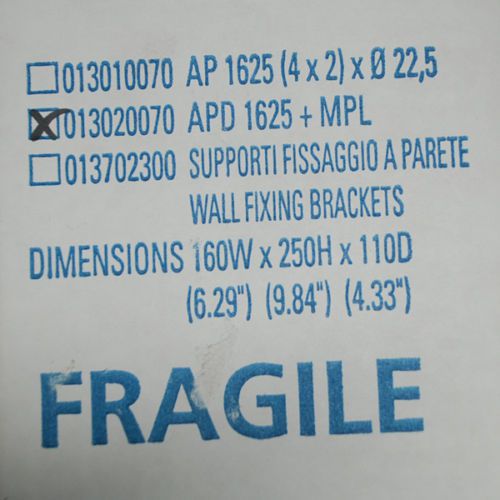 013010070 AP 1625 (4 x 2) x Ø 22,5
013020070 APD 1625 + MPL
013702300 SUPPORTI FISSAGGIO A PARETE
WALL FIXING BRACKETS
DIMENSIONS 160W x 250H x 110D
(6.29") (9.84") (4.33")
FRAGILE